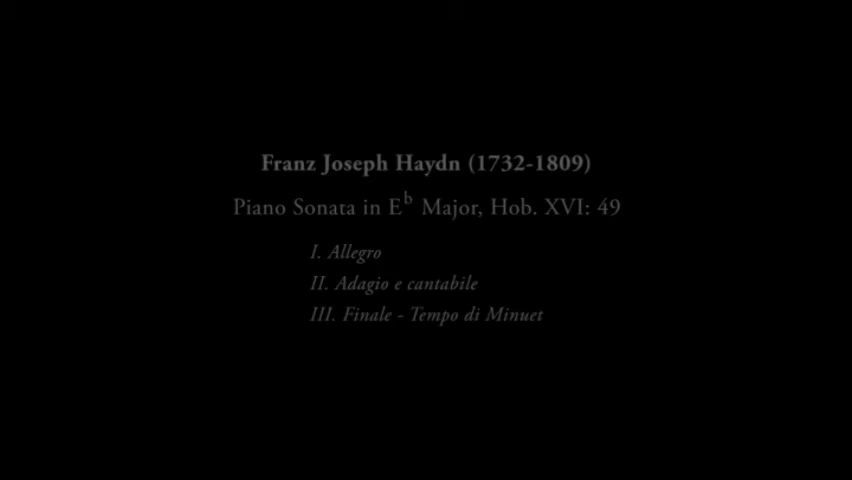 Franz Joseph Haydn (1732-1809)
Piano Sonata in E♭ Major, Hob. XVI: 49
I. Allegro
II. Adagio e cantabile
III. Finale - Tempo di Minuet